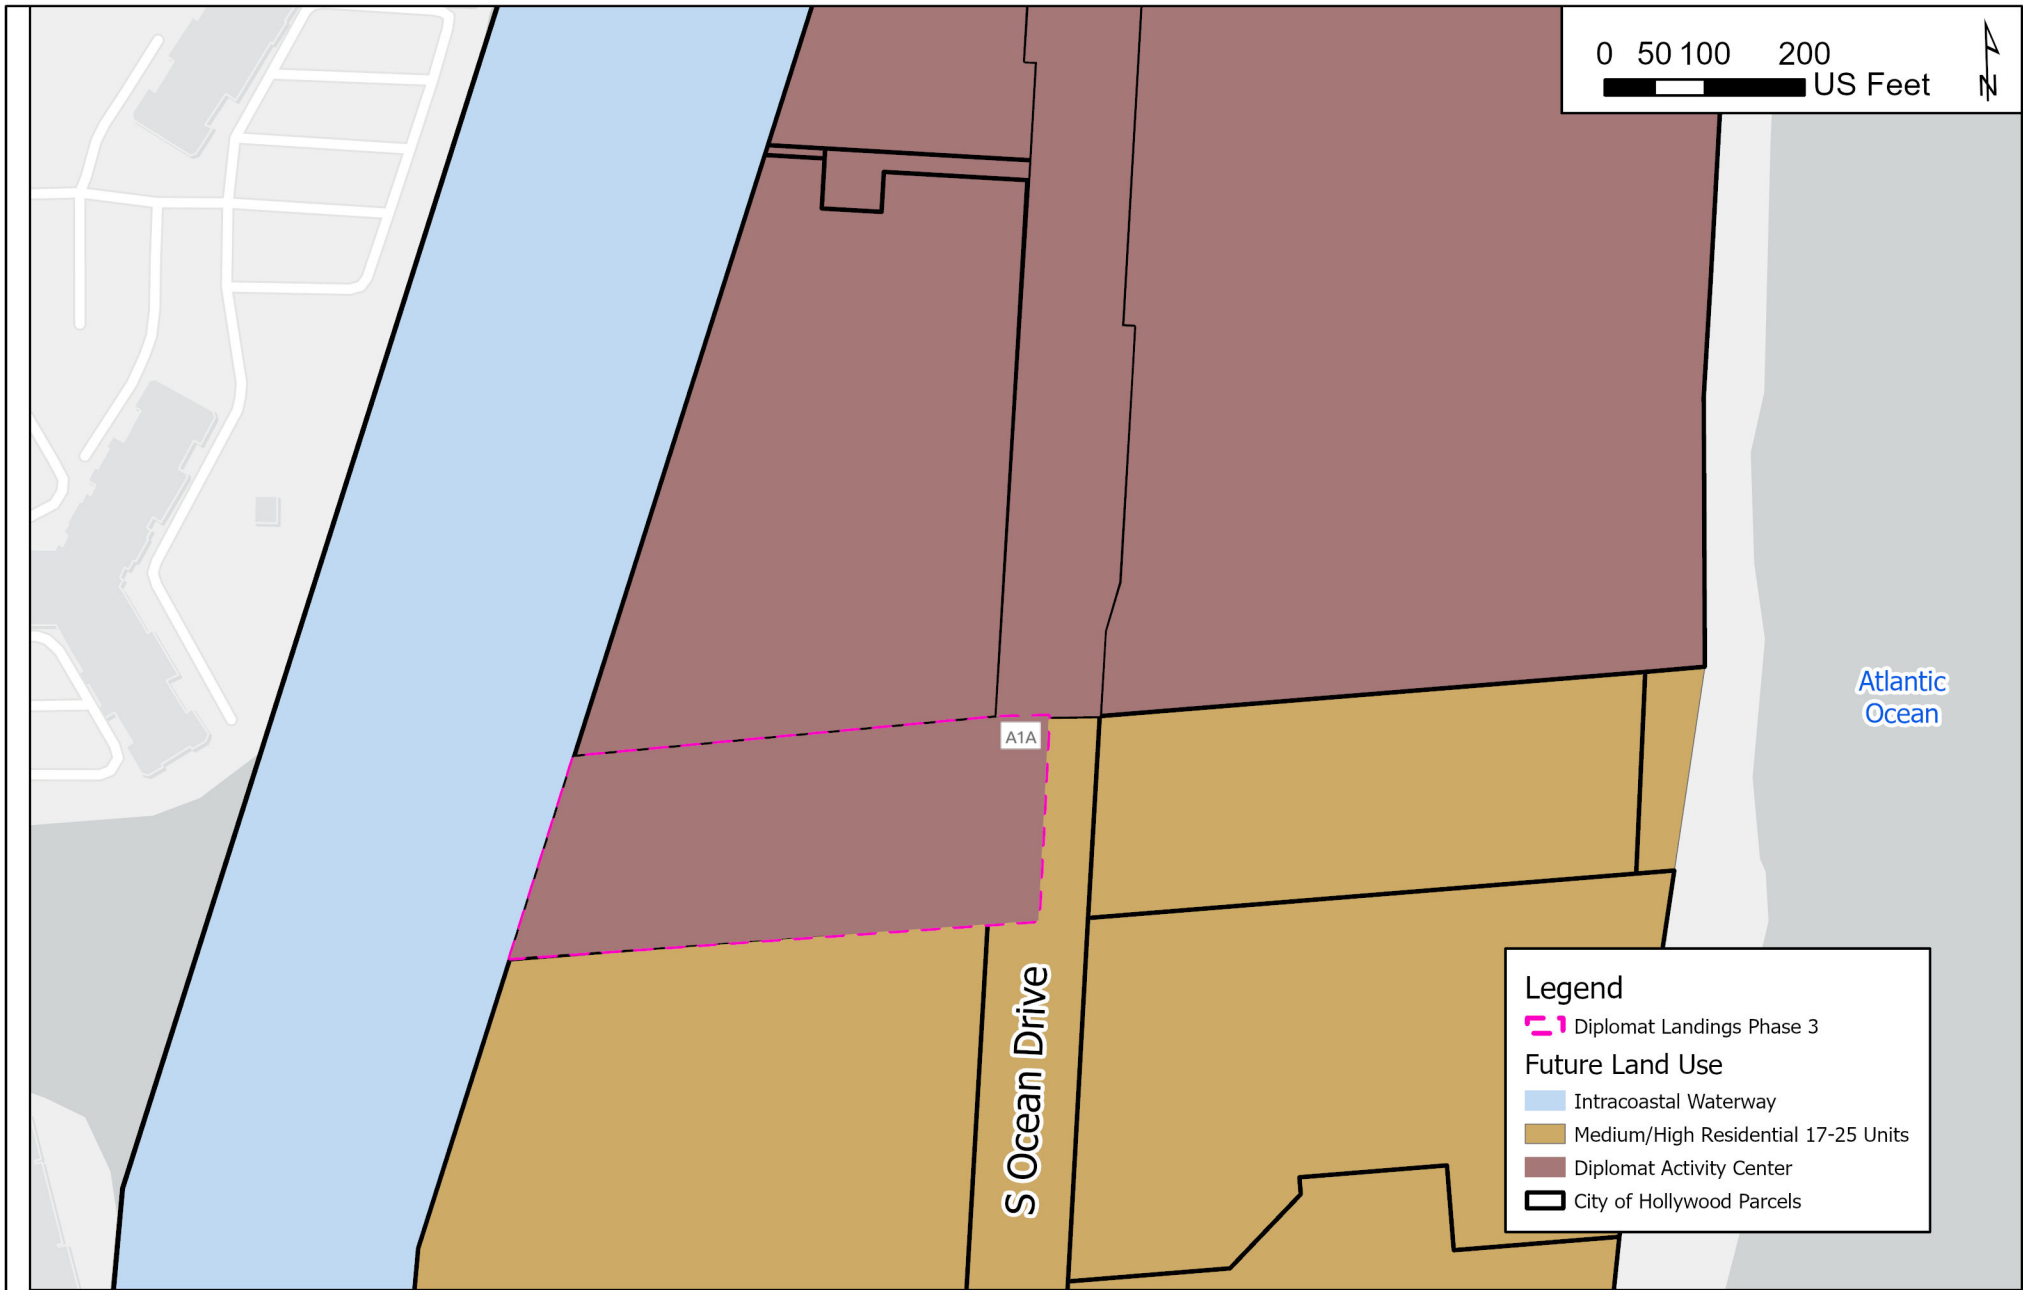 0 50 100 200
US Feet
N
A1A
Atlantic
Ocean
S Ocean Drive
Legend
Diplomat Landings Phase 3
Future Land Use
Intracoastal Waterway
Medium/High Residential 17-25 Units
Diplomat Activity Center
City of Hollywood Parcels